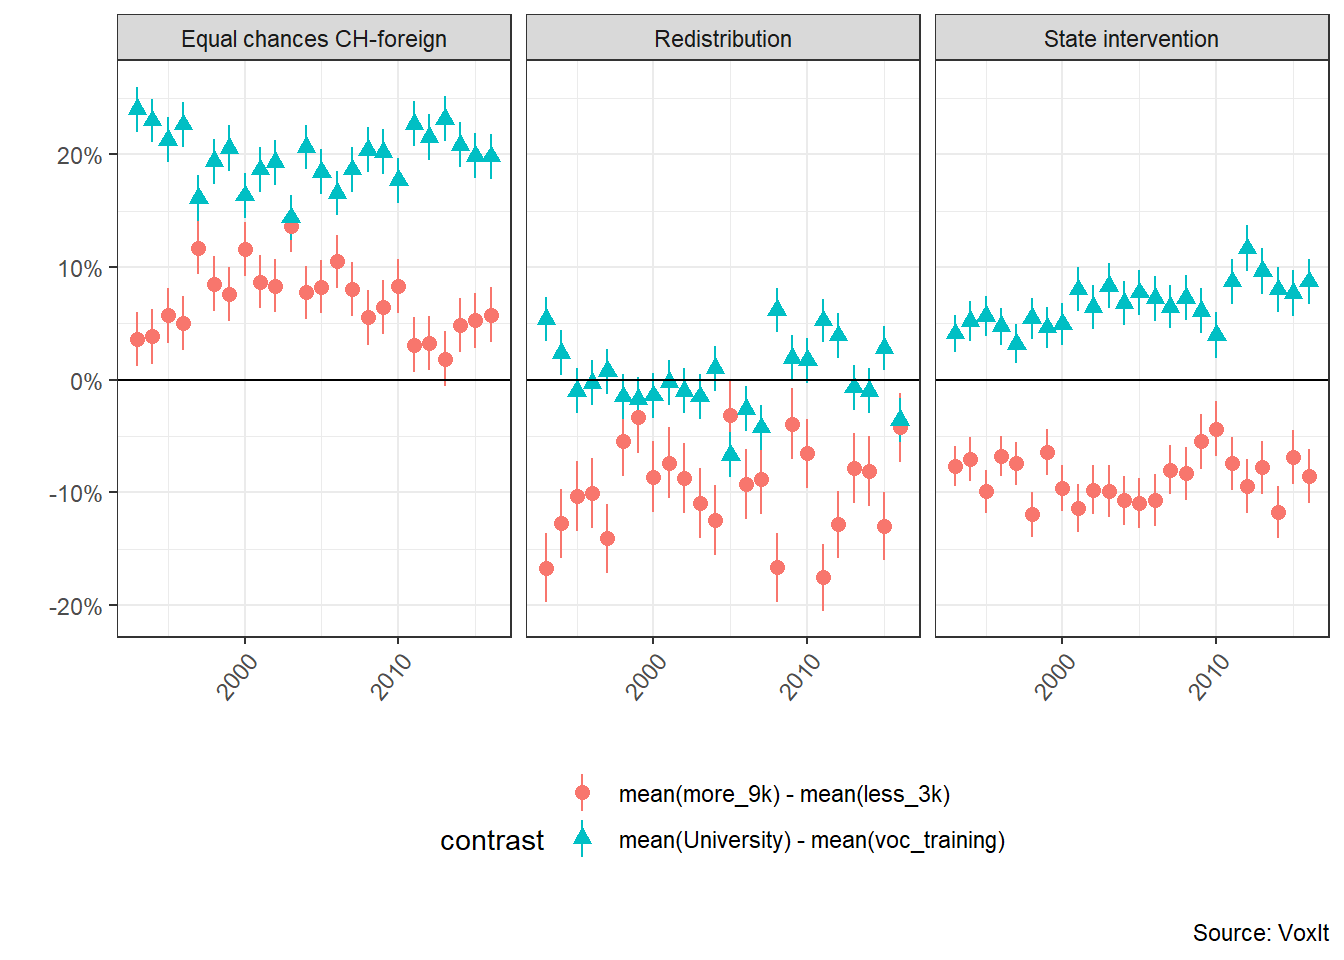 Equal chances CH-foreign
Redistribution
State intervention
20%
10%
0%
-10%
-20%
2000
2010
2000
2010
2000
2010
contrast
mean(more_9k) - mean(less_3k)
mean(University) - mean(voc_training)
Source: VoxIt